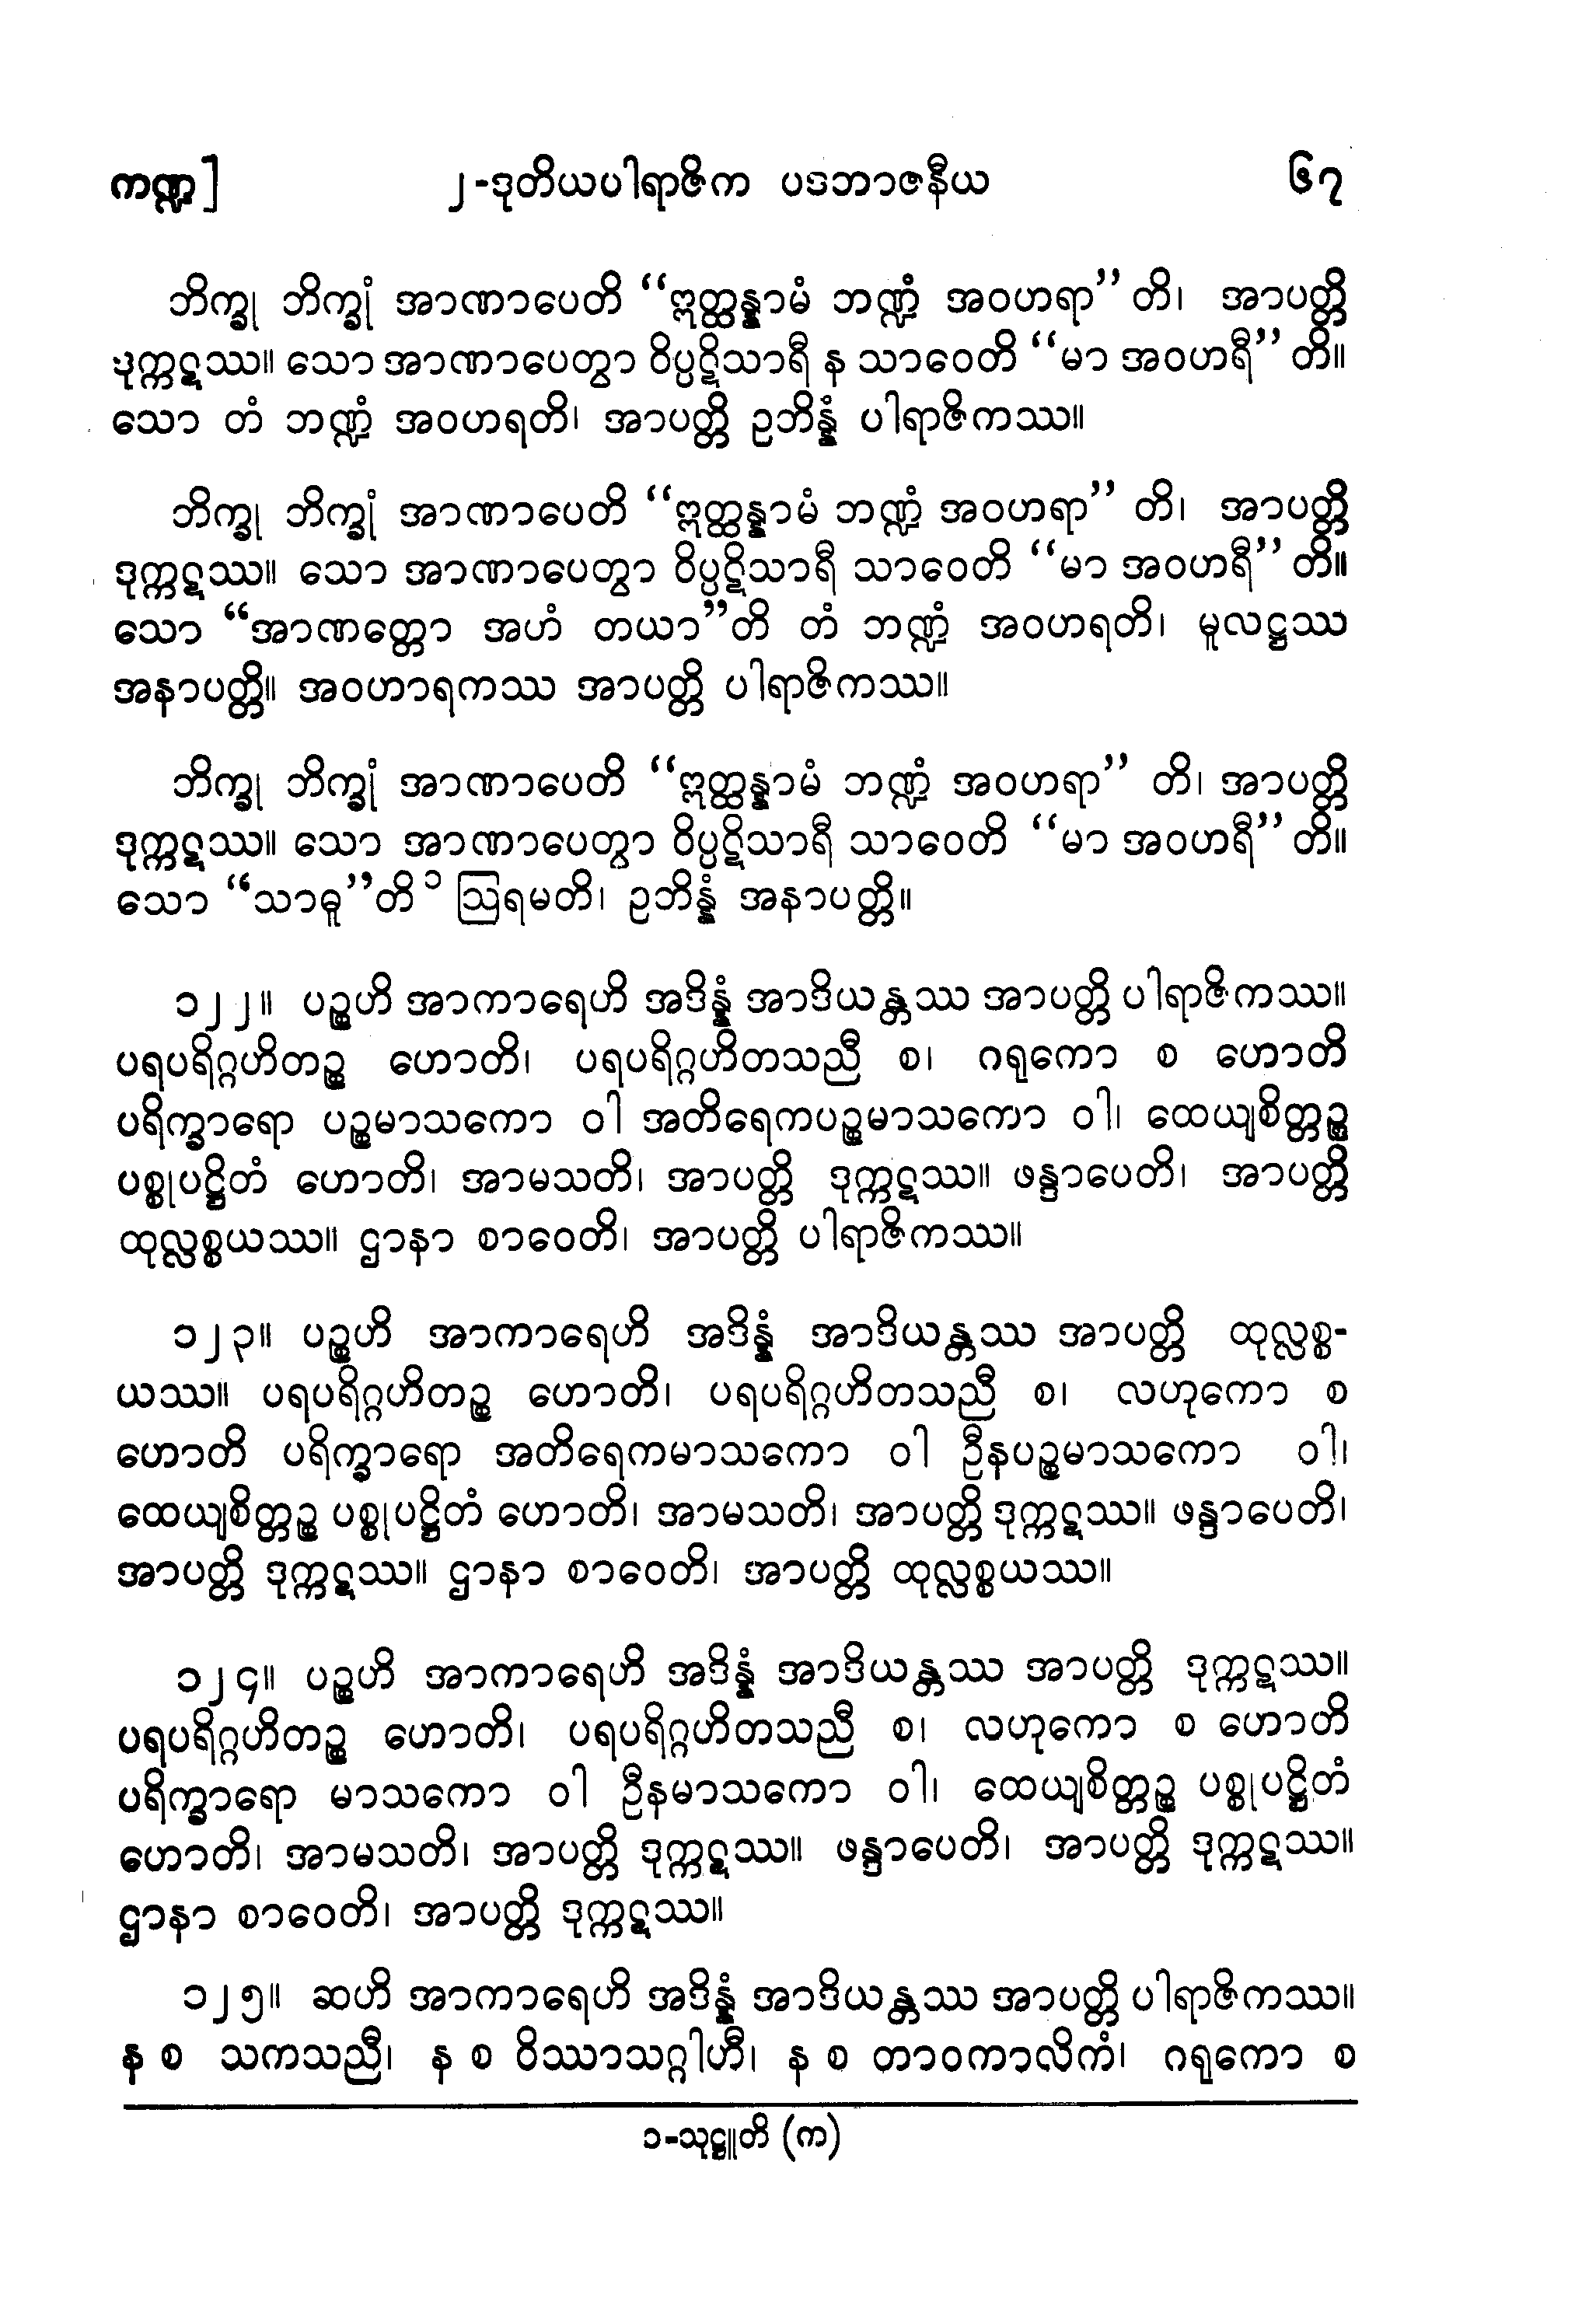 ကဏ္ဍ] ၂-ဒုတိယပါရာဇိက ပဒဘာဇနီယ ၆၇
ဘိက္ခု ဘိက္ခုံ အာဏာပေတိ “ဣတ္ထန္နာမံ ဘဏ္ဍံ အဝဟရာ” တိ၊ အာပတ္တိ
ဒုက္ကဋဿ။ သော အာဏာပေတွာ ဝိပ္ပဋိသာရီ န သာဝေတိ “မာ အဝဟရီ” တိ။
သော တံ ဘဏ္ဍံ အဝဟရတိ၊ အာပတ္တိ ဥဘိန္နံ ပါရာဇိကဿ။
ဘိက္ခု ဘိက္ခုံ အာဏာပေတိ “ဣတ္ထန္နာမံ ဘဏ္ဍံ အဝဟရာ” တိ၊ အာပတ္တိ
ဒုက္ကဋဿ။ သော အာဏာပေတွာ ဝိပ္ပဋိသာရီ သာဝေတိ “မာ အဝဟရီ” တိ။
သော “အာဏတ္တော အဟံ တယာ”တိ တံ ဘဏ္ဍံ အဝဟရတိ၊ မူလဋ္ဌဿ
အနာပတ္တိ။ အဝဟာရကဿ အာပတ္တိ ပါရာဇိကဿ။
ဘိက္ခု ဘိက္ခုံ အာဏာပေတိ “ဣတ္ထန္နာမံ ဘဏ္ဍံ အဝဟရာ” တိ၊ အာပတ္တိ
ဒုက္ကဋဿ။ သော အာဏာပေတွာ ဝိပ္ပဋိသာရီ သာဝေတိ “မာ အဝဟရီ” တိ။
သော “သာဓူ”တိ ၁ ဩရမတိ၊ ဥဘိန္နံ အနာပတ္တိ။
၁၂၂။ ပဉ္စဟိ အာကာရေဟိ အဒိန္နံ အာဒိယန္တဿ အာပတ္တိ ပါရာဇိကဿ။
ပရပရိဂ္ဂဟိတဉ္စ ဟောတိ၊ ပရပရိဂ္ဂဟိတသညီ စ၊ ဂရုကော စ ဟောတိ
ပရိက္ခာရော ပဉ္စမာသကော ဝါ အတိရေကပဉ္စမာသကော ဝါ၊ ထေယျစိတ္တဉ္စ
ပစ္စုပဋ္ဌိတံ ဟောတိ၊ အာမသတိ၊ အာပတ္တိ ဒုက္ကဋဿ။ ဖန္ဒာပေတိ၊ အာပတ္တိ
ထုလ္လစ္စယဿ။ ဌာနာ စာဝေတိ၊ အာပတ္တိ ပါရာဇိကဿ။
၁၂၃။ ပဉ္စဟိ အာကာရေဟိ အဒိန္နံ အာဒိယန္တဿ အာပတ္တိ ထုလ္လစ္စ-
ယဿ။ ပရပရိဂ္ဂဟိတဉ္စ ဟောတိ၊ ပရပရိဂ္ဂဟိတသညီ စ၊ လဟုကော စ
ဟောတိ ပရိက္ခာရော အတိရေကမာသကော ဝါ ဦနပဉ္စမာသကော ဝါ၊
ထေယျစိတ္တဉ္စ ပစ္စုပဋ္ဌိတံ ဟောတိ၊ အာမသတိ၊ အာပတ္တိ ဒုက္ကဋဿ။ ဖန္ဒာပေတိ၊
အာပတ္တိ ဒုက္ကဋဿ။ ဌာနာ စာဝေတိ၊ အာပတ္တိ ထုလ္လစ္စယဿ။
၁၂၄။ ပဉ္စဟိ အာကာရေဟိ အဒိန္နံ အာဒိယန္တဿ အာပတ္တိ ဒုက္ကဋဿ။
ပရပရိဂ္ဂဟိတဉ္စ ဟောတိ၊ ပရပရိဂ္ဂဟိတသညီ စ၊ လဟုကော စ ဟောတိ
ပရိက္ခာရော မာသကော ဝါ ဦနမာသကော ဝါ၊ ထေယျစိတ္တဉ္စ ပစ္စုပဋ္ဌိတံ
ဟောတိ၊ အာမသတိ၊ အာပတ္တိ ဒုက္ကဋဿ။ ဖန္ဒာပေတိ၊ အာပတ္တိ ဒုက္ကဋဿ။
ဌာနာ စာဝေတိ၊ အာပတ္တိ ဒုက္ကဋဿ။
၁၂၅။ ဆဟိ အာကာရေဟိ အဒိန္နံ အာဒိယန္တဿ အာပတ္တိ ပါရာဇိကဿ။
န စ သကသညီ၊ န စ ဝိဿာသဂ္ဂါဟီ၊ န စ တာဝကာလိကံ၊ ဂရုကော စ
၁-သုဋ္ဌူတိ (က)